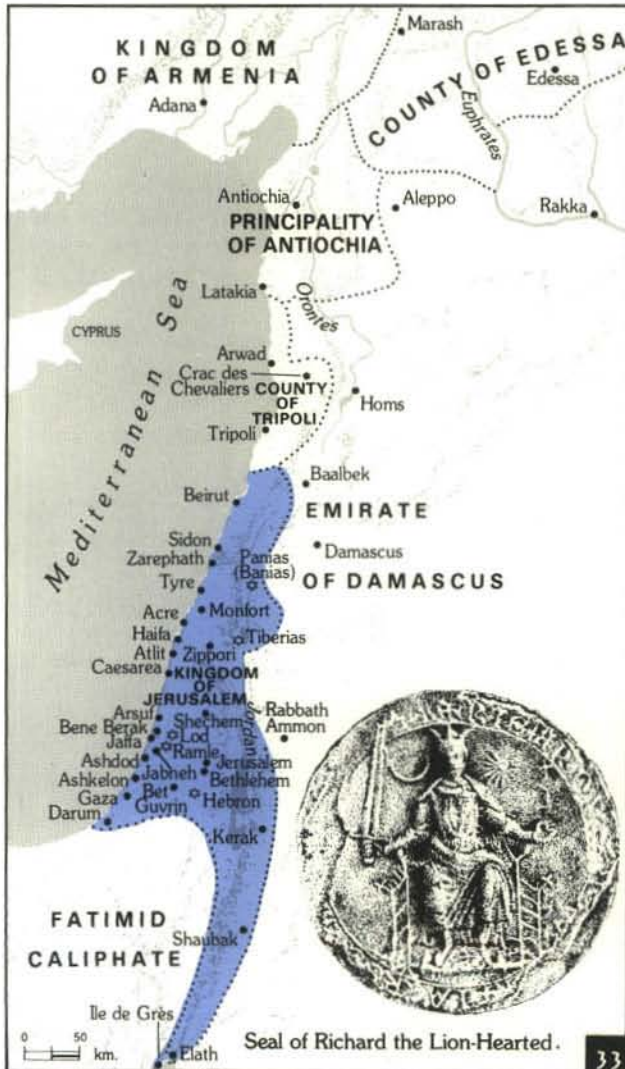 Marash
KINGDOM
OF ARMENIA
COUNTY OF EDESSA
Edessa
Adana
Euphrates
Antiochia
Aleppo
Rakka
PRINCIPALITY
OF ANTIOCHIA
Latakia
Orontes
Mediterranean Sea
CYPRUS
Arwad
Crac des
Chevaliers
COUNTY
OF
TRIPOLI
Homs
Tripoli
Baalbek
Beirut
EMIRATE
OF DAMASCUS
Sidon
Damascus
Zarephath
Panias
(Banias)
Tyre
Monfort
Acre
Haifa
Tiberias
Atlit
Zippori
Caesarea
KINGDOM
OF
JERUSALEM
Jordan
Rabbath
Ammon
Arsuf
Shechem
Bene Berak
Lod
Jaffa
Ramle
Jerusalem
Ashdod
Jabneh
Bethlehem
Ashkelon
Bet
Guvrin
Hebron
Gaza
Darum
Kerak
FATIMID
CALIPHATE
Shaubak
Ile de Grès
Elath
0 50
km.
Seal of Richard the Lion-Hearted.
33